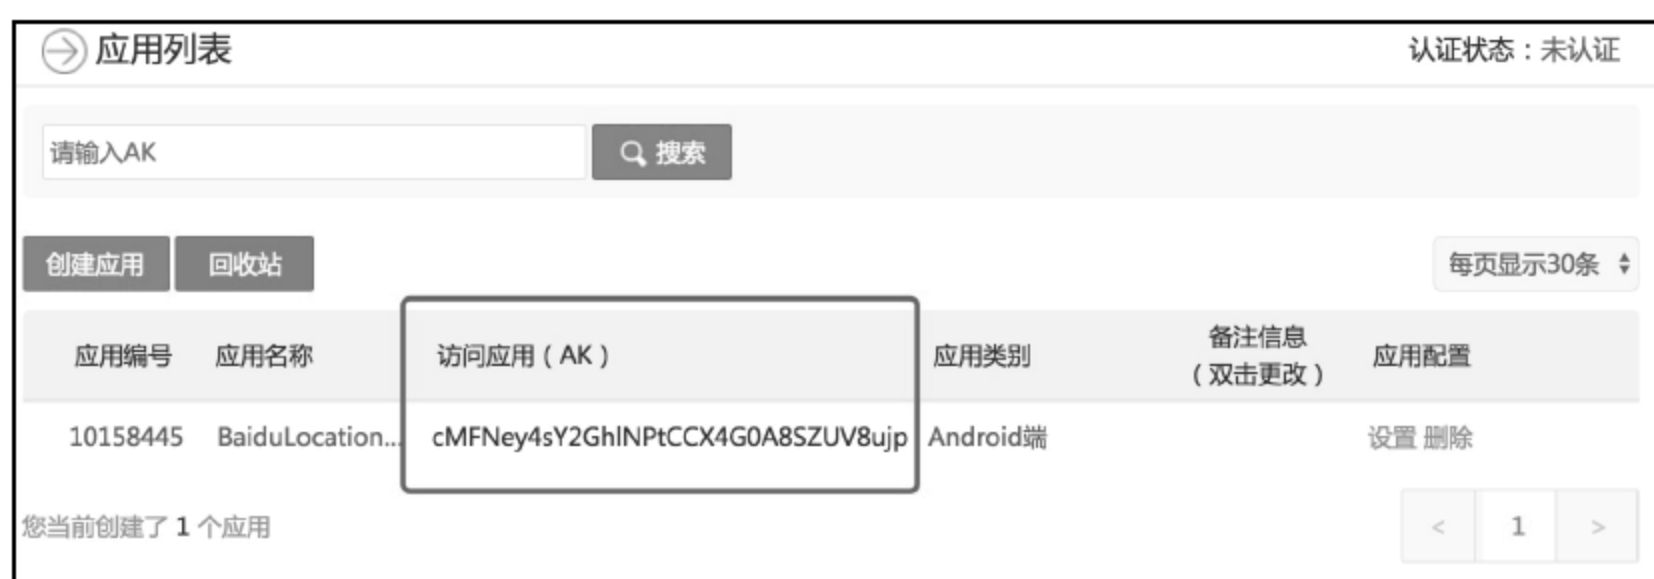 应用列表
认证状态：未认证
请输入AK
搜索
创建应用 回收站
每页显示30条
应用编号 应用名称 访问应用（AK） 应用类别 备注信息（双击更改） 应用配置
10158445 BaiduLocation... cMFNey4sY2GhlNPtCCX4G0A8SZUV8ujp Android端 设置 删除
您当前创建了 1 个应用
< 1 >